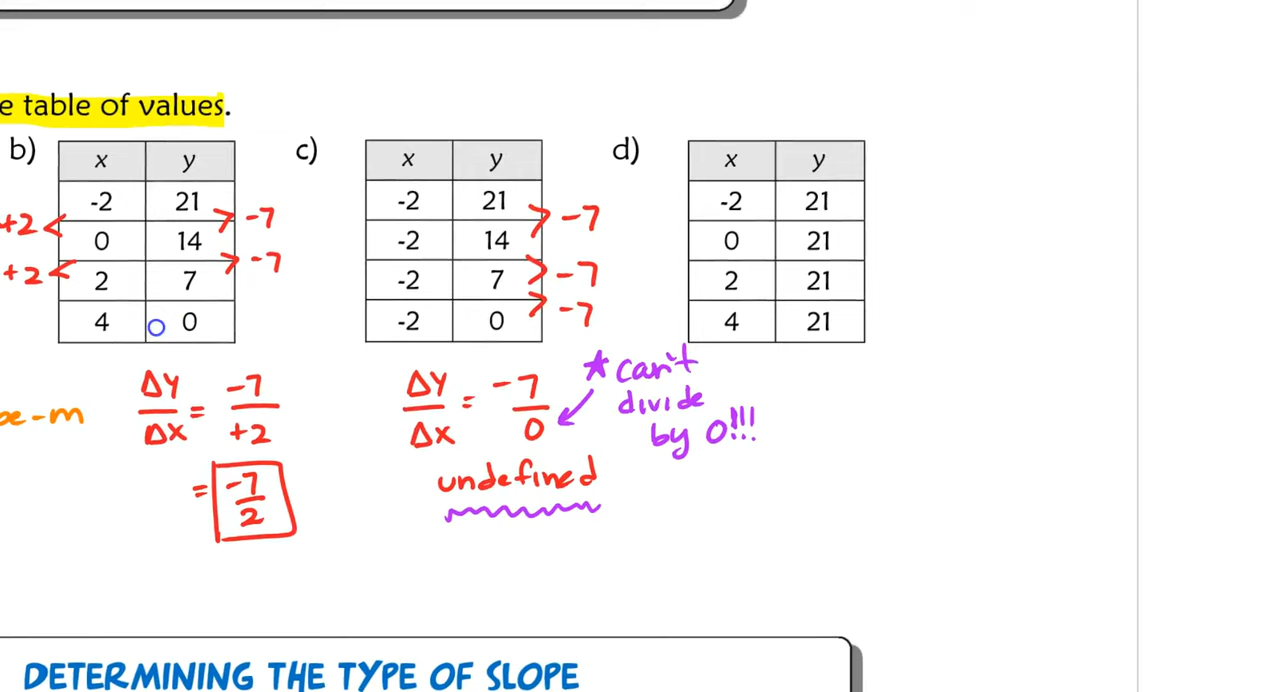 e table of values.
b)
x y
-2 21
0 14
2 7
4 0
+2 <
+2 <
> -7
> -7
ΔY/ΔX = -7/+2
= -7/2
pe - m
c)
x y
-2 21
-2 14
-2 7
-2 0
> -7
> -7
> -7
ΔY/ΔX = -7/0
undefined
* can't
divide
by 0!!!
d)
x y
-2 21
0 21
2 21
4 21
DETERMINING THE TYPE OF SLOPE